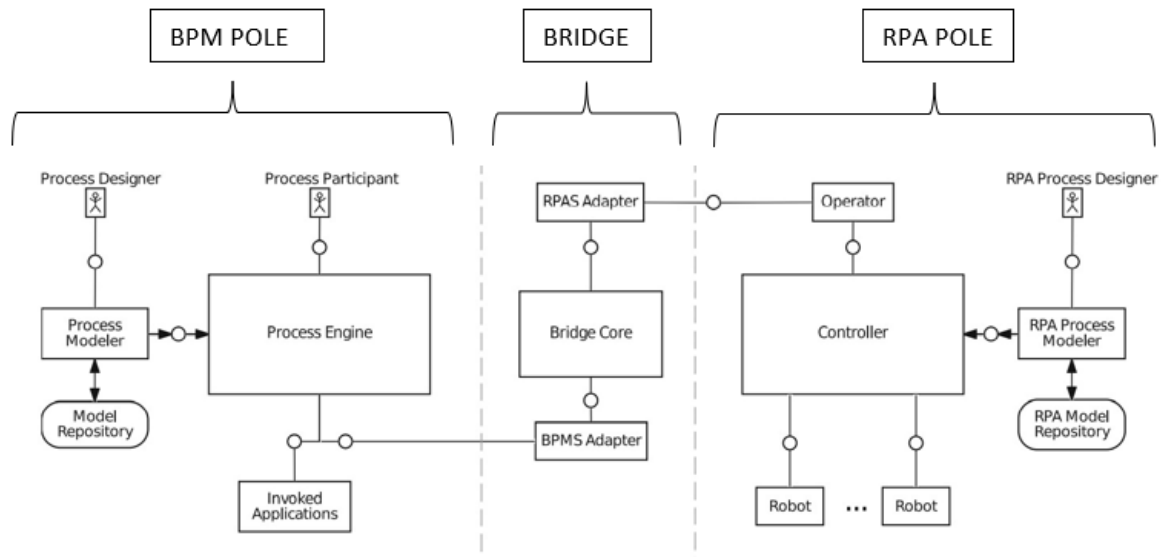 BPM POLE
BRIDGE
RPA POLE
Process Designer
Process Participant
RPA Process Designer
RPAS Adapter
Operator
Process
Modeler
Process Engine
Bridge Core
Controller
RPA Process
Modeler
Model
Repository
BPMS Adapter
RPA Model
Repository
Invoked
Applications
Robot
...
Robot